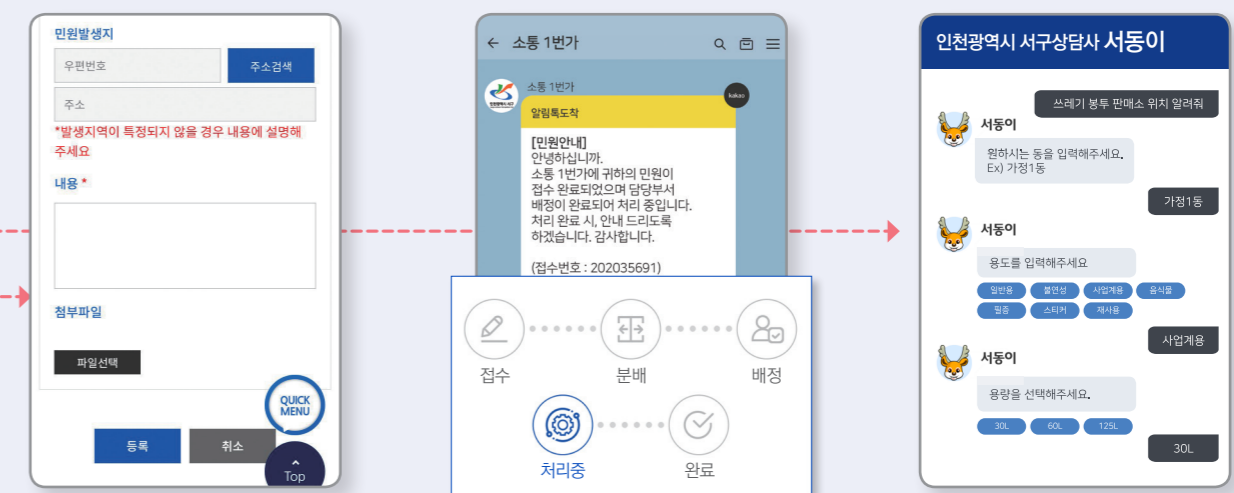 민원발생지
우편번호
주소검색
주소
*발생지역이 특정되지 않을 경우 내용에 설명해
주세요
내용 *
첨부파일
파일선택
QUICK
MENU
등록
취소
Top
← 소통 1번가
소통 1번가
kakao
알림톡도착
[민원안내]
안녕하십니까.
소통 1번가에 귀하의 민원이
접수 완료되었으며 담당부서
배정이 완료되어 처리 중입니다.
처리 완료 시, 안내 드리도록
하겠습니다. 감사합니다.
(접수번호 : 202035691)
접수
분배
배정
처리중
완료
인천광역시 서구상담사 서동이
쓰레기 봉투 판매소 위치 알려줘
서동이
원하시는 동을 입력해주세요.
Ex) 가정1동
가정1동
서동이
용도를 입력해주세요
일반용 불연성 사업계용 음식물
필증 스티커 재사용
사업계용
서동이
용량을 선택해주세요.
30L 60L 125L
30L